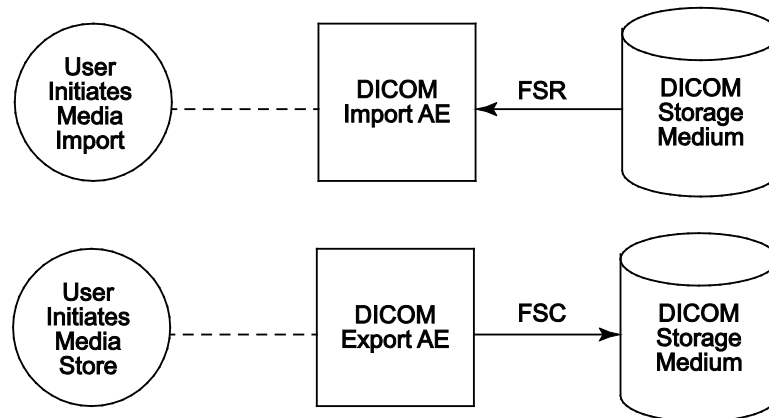 User
Initiates
Media
Import
DICOM
Import AE
FSR
DICOM
Storage
Medium
User
Initiates
Media
Store
DICOM
Export AE
FSC
DICOM
Storage
Medium